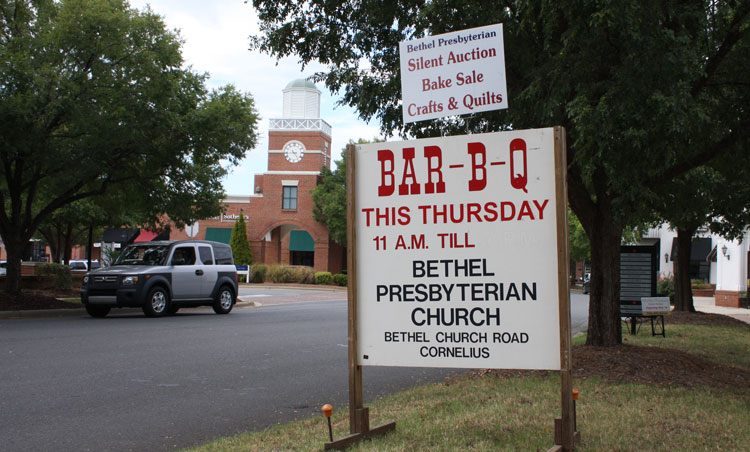 Bethel Presbyterian
Silent Auction
Bake Sale
Crafts & Quilts
BAR-B-Q
THIS THURSDAY
11 A.M. TILL
BETHEL
PRESBYTERIAN
CHURCH
BETHEL CHURCH ROAD
CORNELIUS